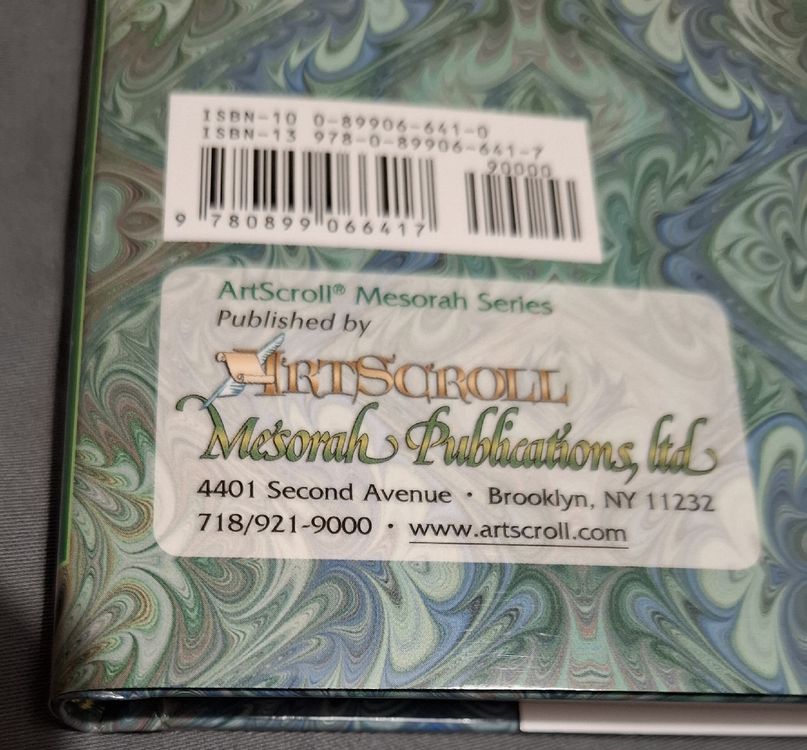 ISBN-10 0-89906-641-0
ISBN-13 978-0-89906-641-7
90000
9 780899 066417
ArtScroll® Mesorah Series
Published by
ARTSCROLL
Mesorah Publications, ltd
4401 Second Avenue • Brooklyn, NY 11232
718/921-9000 • www.artscroll.com